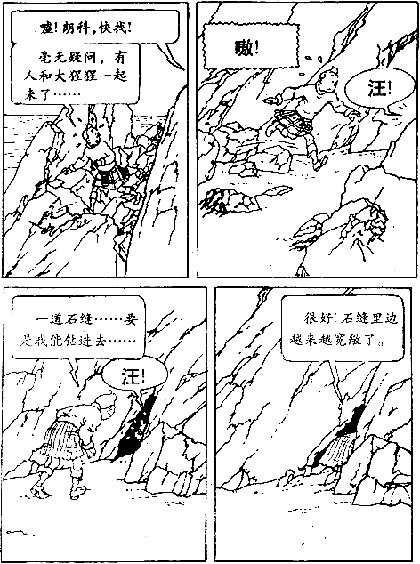 嘘！朗科，快找！
毫无疑问，有
人和大猩猩一起
来了……
嗷！
汪！
一道石缝……要
是我能钻进去……
汪！
很好！石缝里边
越来越宽敞了。